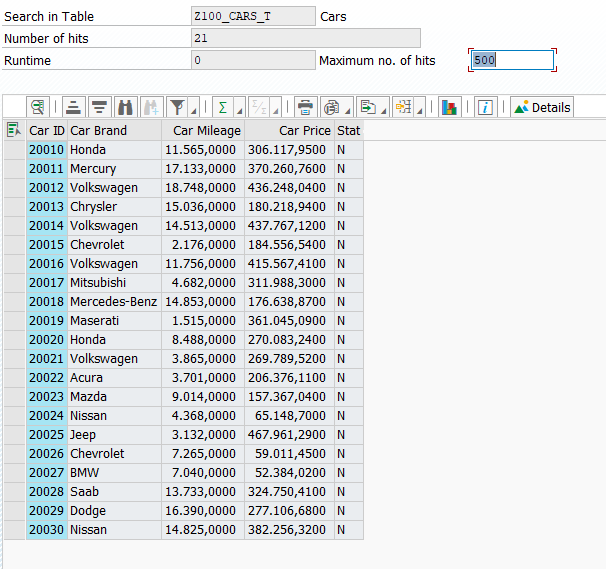 Search in Table Z100_CARS_T Cars
Number of hits 21
Runtime 0 Maximum no. of hits 500
Details
Car ID Car Brand Car Mileage Car Price Stat
20010 Honda 11.565,0000 306.117,9500 N
20011 Mercury 17.133,0000 370.260,7600 N
20012 Volkswagen 18.748,0000 436.248,0400 N
20013 Chrysler 15.036,0000 180.218,9400 N
20014 Volkswagen 14.513,0000 437.767,1200 N
20015 Chevrolet 2.176,0000 184.556,5400 N
20016 Volkswagen 11.756,0000 415.567,4100 N
20017 Mitsubishi 4.682,0000 311.988,3000 N
20018 Mercedes-Benz 14.853,0000 176.638,8700 N
20019 Maserati 1.515,0000 361.045,0900 N
20020 Honda 8.488,0000 270.083,2400 N
20021 Volkswagen 3.865,0000 269.789,5200 N
20022 Acura 3.701,0000 206.376,1100 N
20023 Mazda 9.014,0000 157.367,0400 N
20024 Nissan 4.368,0000 65.148,7000 N
20025 Jeep 3.132,0000 467.961,2900 N
20026 Chevrolet 7.265,0000 59.011,4500 N
20027 BMW 7.040,0000 52.384,0200 N
20028 Saab 13.733,0000 324.750,4100 N
20029 Dodge 16.390,0000 277.106,6800 N
20030 Nissan 14.825,0000 382.256,3200 N